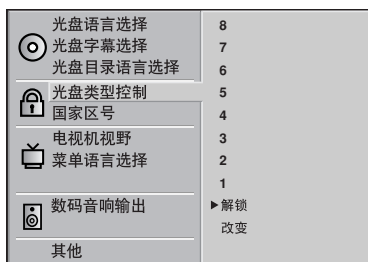 光盘语言选择
光盘字幕选择
光盘目录语言选择
光盘类型控制
国家区号
电视机视野
菜单语言选择
数码音响输出
其他
8
7
6
5
4
3
2
1
▶解锁
改变